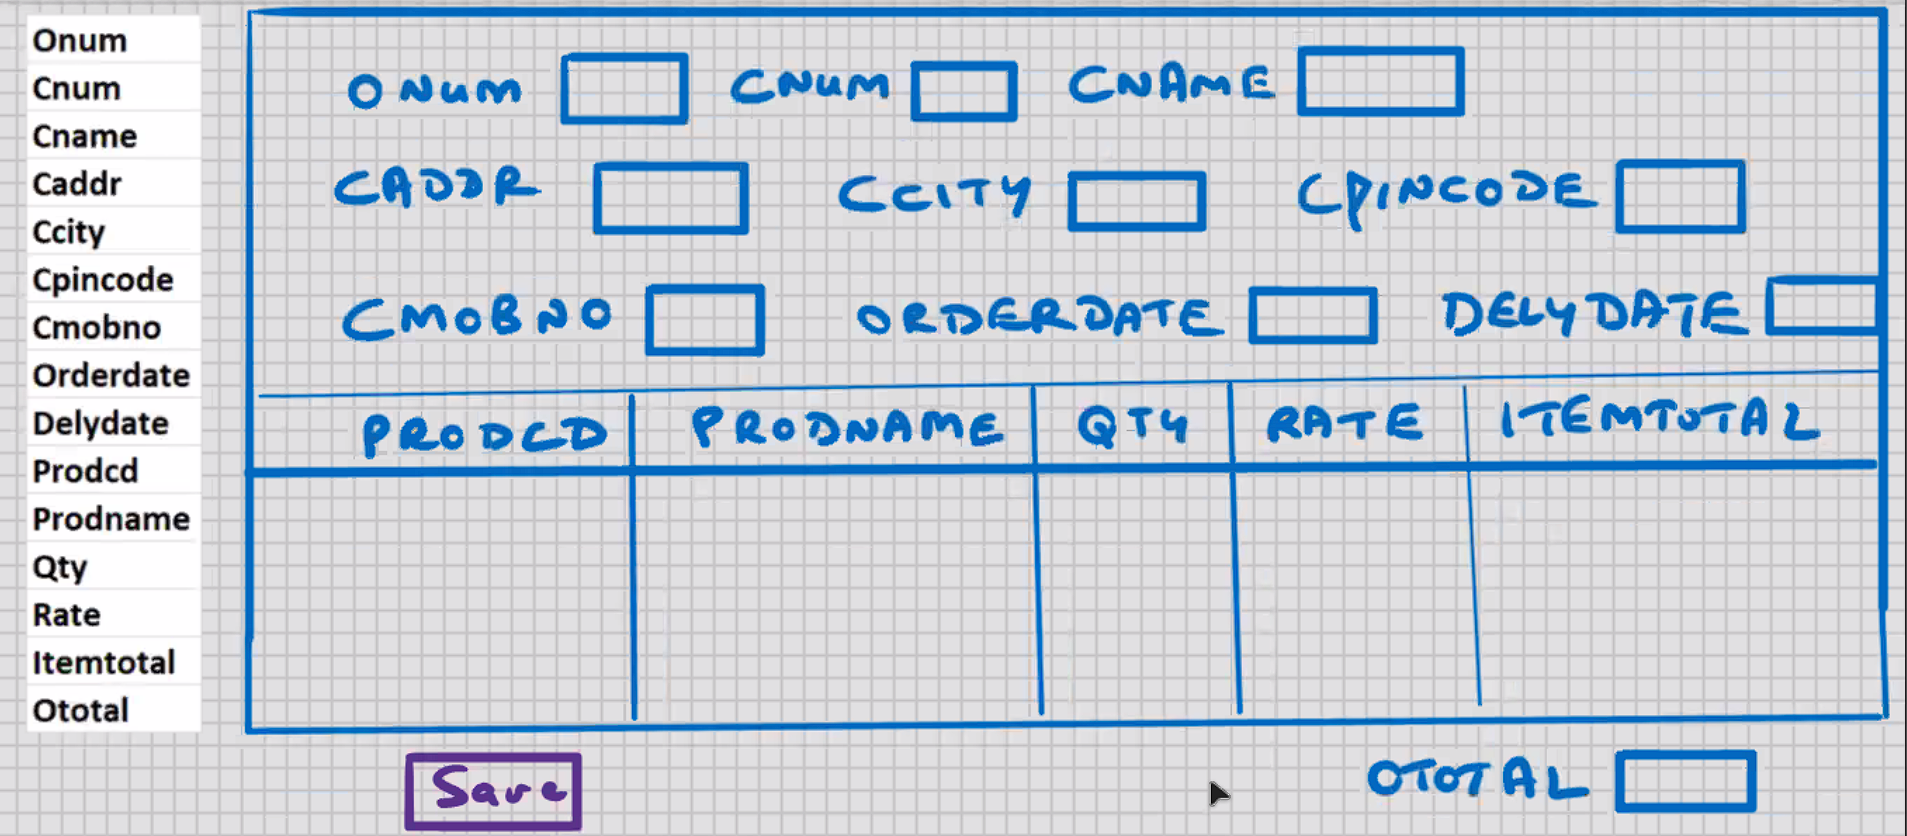 Onum
Cnum
Cname
Caddr
Ccity
Cpincode
Cmobno
Orderdate
Delydate
Prodcd
Prodname
Qty
Rate
Itemtotal
Ototal
ONUM CNUM CNAME
CADDR CCITY CPINCODE
CMOBNO ORDERDATE DELYDATE
PRODCD PRODNAME QTY RATE ITEMTOTAL
Save OTOTAL